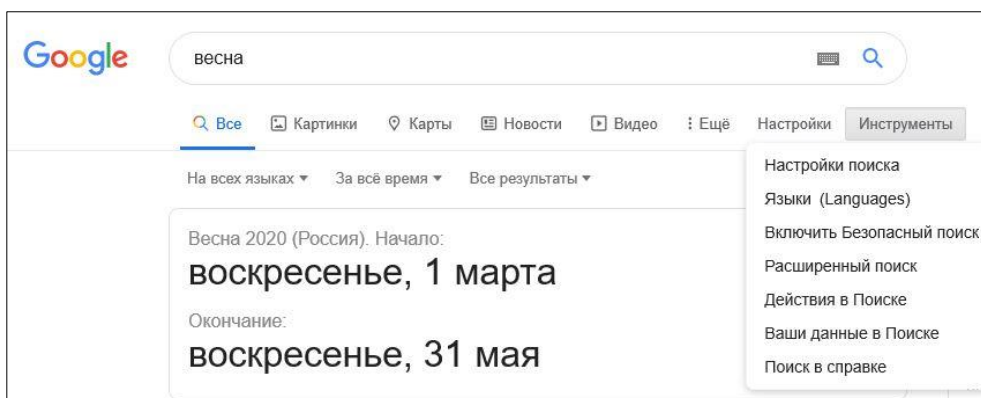 Google
весна
Все Картинки Карты Новости Видео Ещё Настройки Инструменты
На всех языках За всё время Все результаты
Весна 2020 (Россия). Начало:
воскресенье, 1 марта
Окончание:
воскресенье, 31 мая
Настройки поиска
Языки (Languages)
Включить Безопасный поиск
Расширенный поиск
Действия в Поиске
Ваши данные в Поиске
Поиск в справке